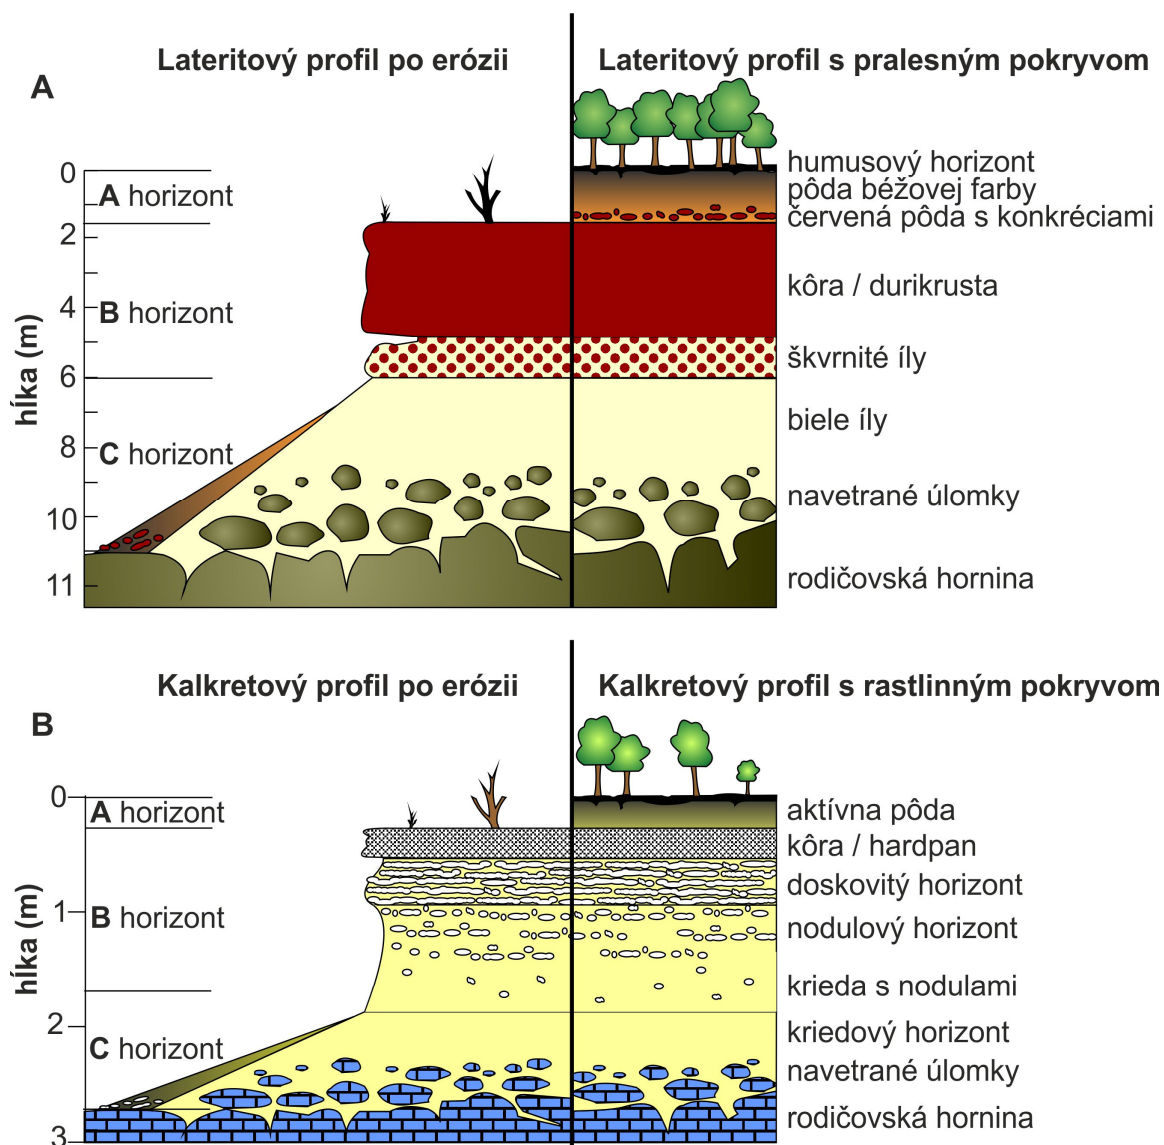 Lateritový profil po erózii
Lateritový profil s pralesným pokryvom
A
humusový horizont
pôda béžovej farby
červená pôda s konkréciami
kôra / durikrusta
škvrnité íly
biele íly
navetrané úlomky
rodičovská hornina
A horizont
B horizont
C horizont
hĺka (m)
0
2
4
6
8
9
10
11
Kalkretový profil po erózii
Kalkretový profil s rastlinným pokryvom
B
aktívna pôda
kôra / hardpan
doskovitý horizont
nodulový horizont
krieda s nodulami
kriedový horizont
navetrané úlomky
rodičovská hornina
A horizont
B horizont
C horizont
hĺka (m)
0
1
2
3